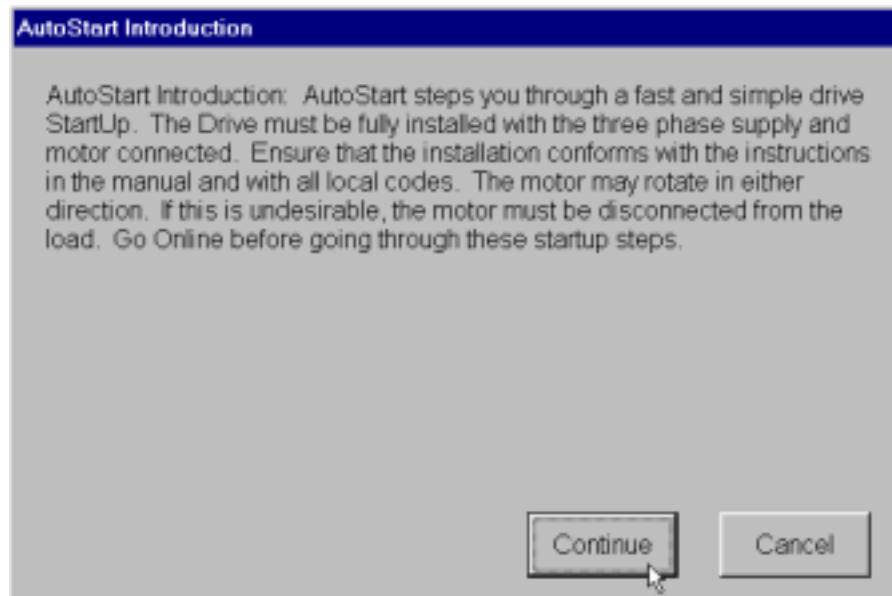 AutoStart Introduction
AutoStart Introduction:  AutoStart steps you through a fast and simple drive
StartUp.  The Drive must be fully installed with the three phase supply and
motor connected.  Ensure that the installation conforms with the instructions
in the manual and with all local codes.  The motor may rotate in either
direction.  If this is undesirable, the motor must be disconnected from the
load.  Go Online before going through these startup steps.
Continue
Cancel